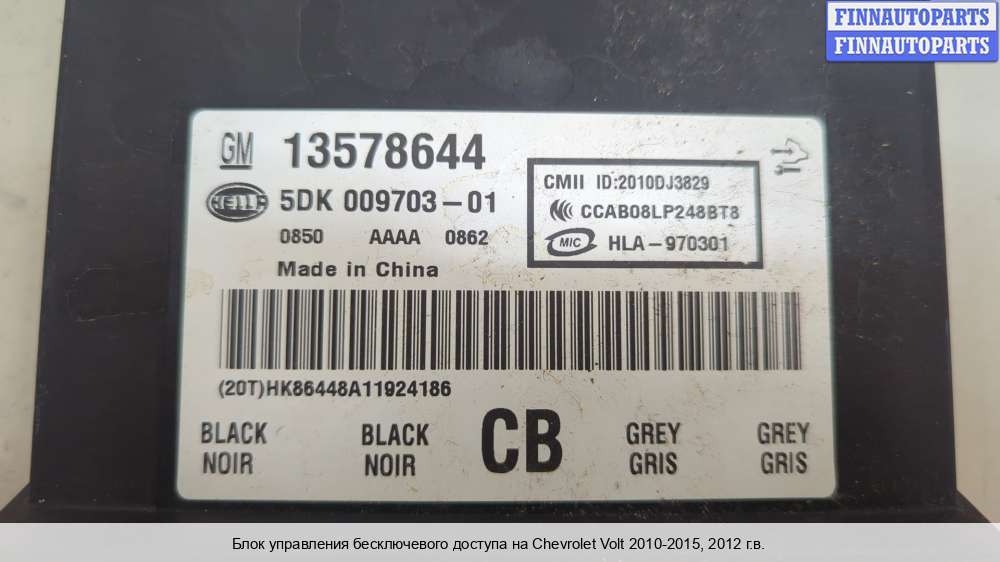 FINNAUTOPARTS
FINNAUTOPARTS
GM 13578644
HELLA 5DK 009703-01
0850 AAAA 0862
Made in China
CMII ID:2010DJ3829
CCAB08LP248BT8
MIC HLA-970301
(20T)HK86448A11924186
BLACK BLACK CB GREY GREY
NOIR NOIR GRIS GRIS
Блок управления бесключевого доступа на Chevrolet Volt 2010-2015, 2012 г.в.